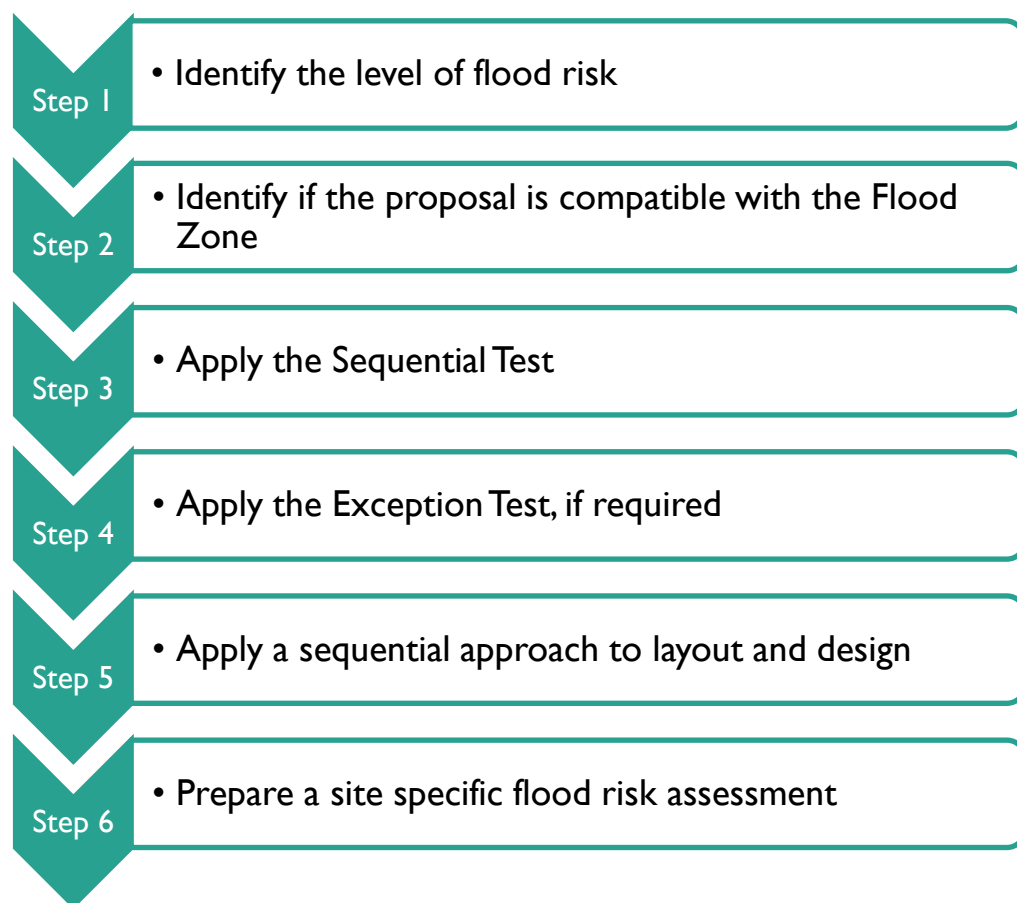 Step 1
• Identify the level of flood risk
Step 2
• Identify if the proposal is compatible with the Flood
Zone
Step 3
• Apply the Sequential Test
Step 4
• Apply the Exception Test, if required
Step 5
• Apply a sequential approach to layout and design
Step 6
• Prepare a site specific flood risk assessment